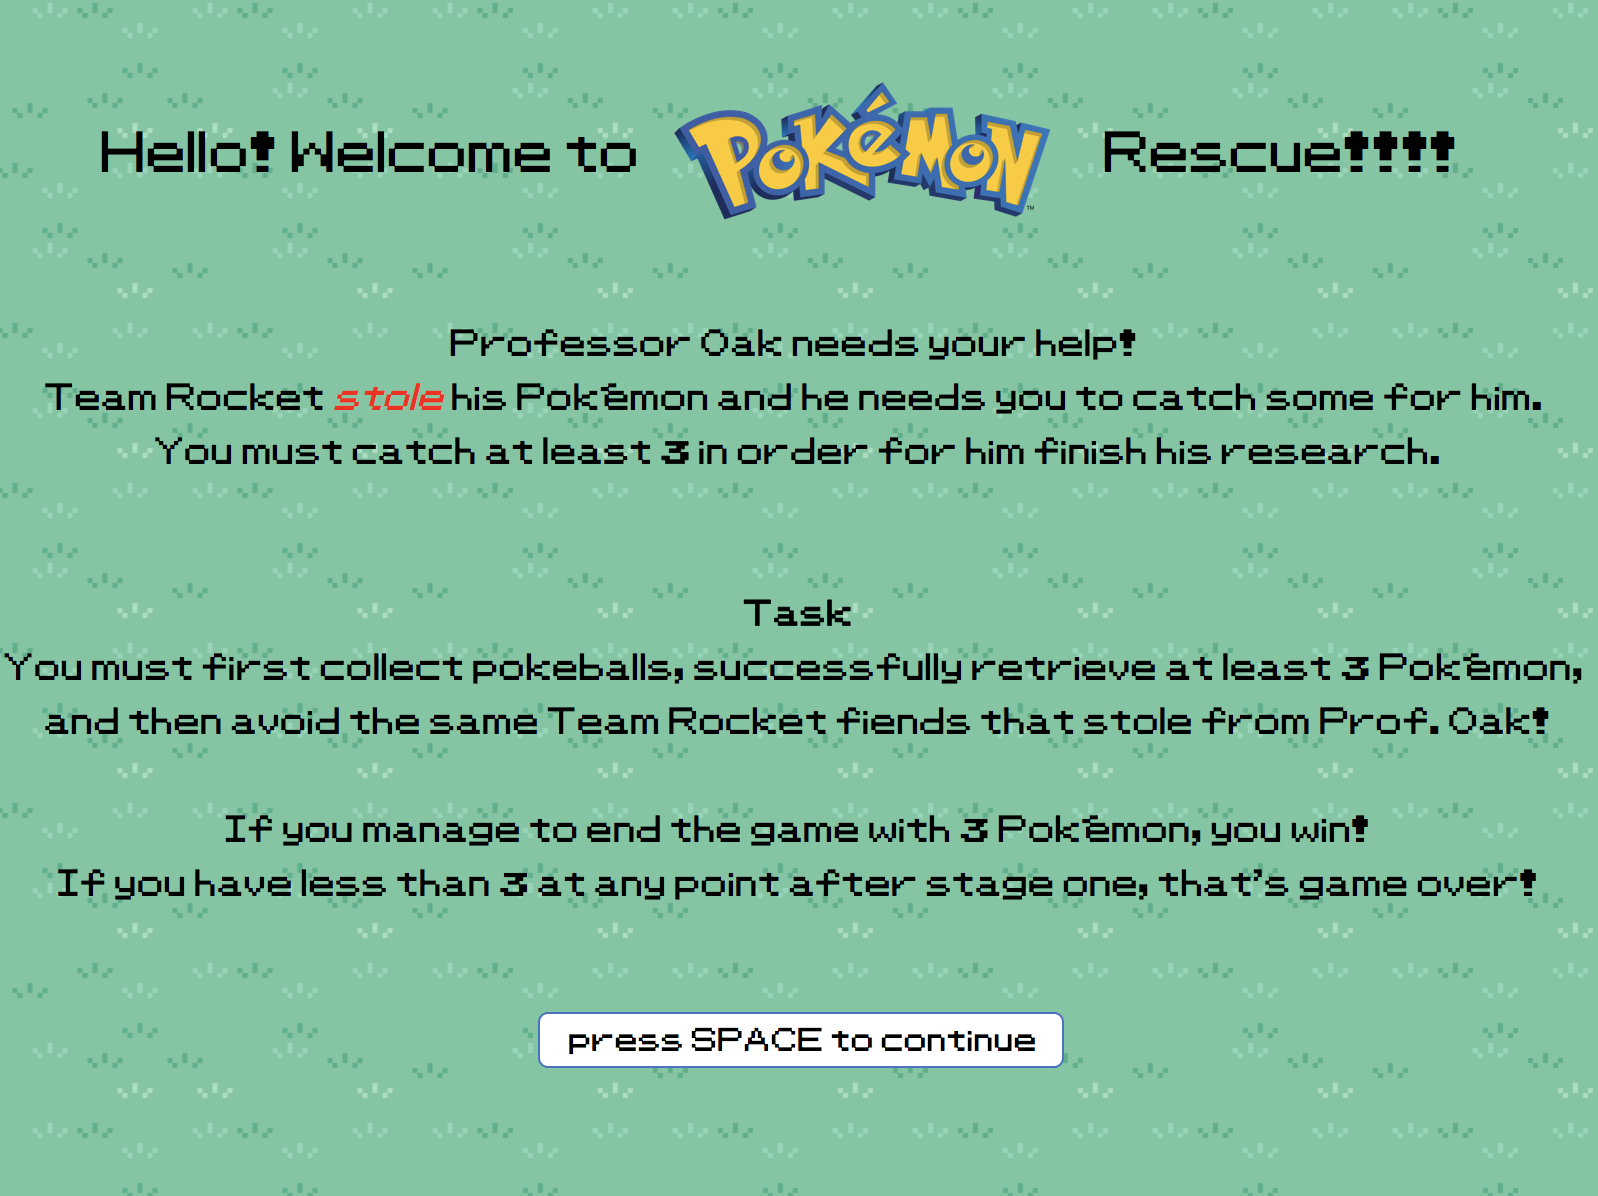 Hello! Welcome to Pokémon Rescue!!!!
Professor Oak needs your help!
Team Rocket stole his Pokémon and he needs you to catch some for him.
You must catch at least 3 in order for him finish his research.
Task
You must first collect pokeballs, successfully retrieve at least 3 Pokémon,
and then avoid the same Team Rocket fiends that stole from Prof. Oak!
If you manage to end the game with 3 Pokémon, you win!
If you have less than 3 at any point after stage one, that's game over!
press SPACE to continue